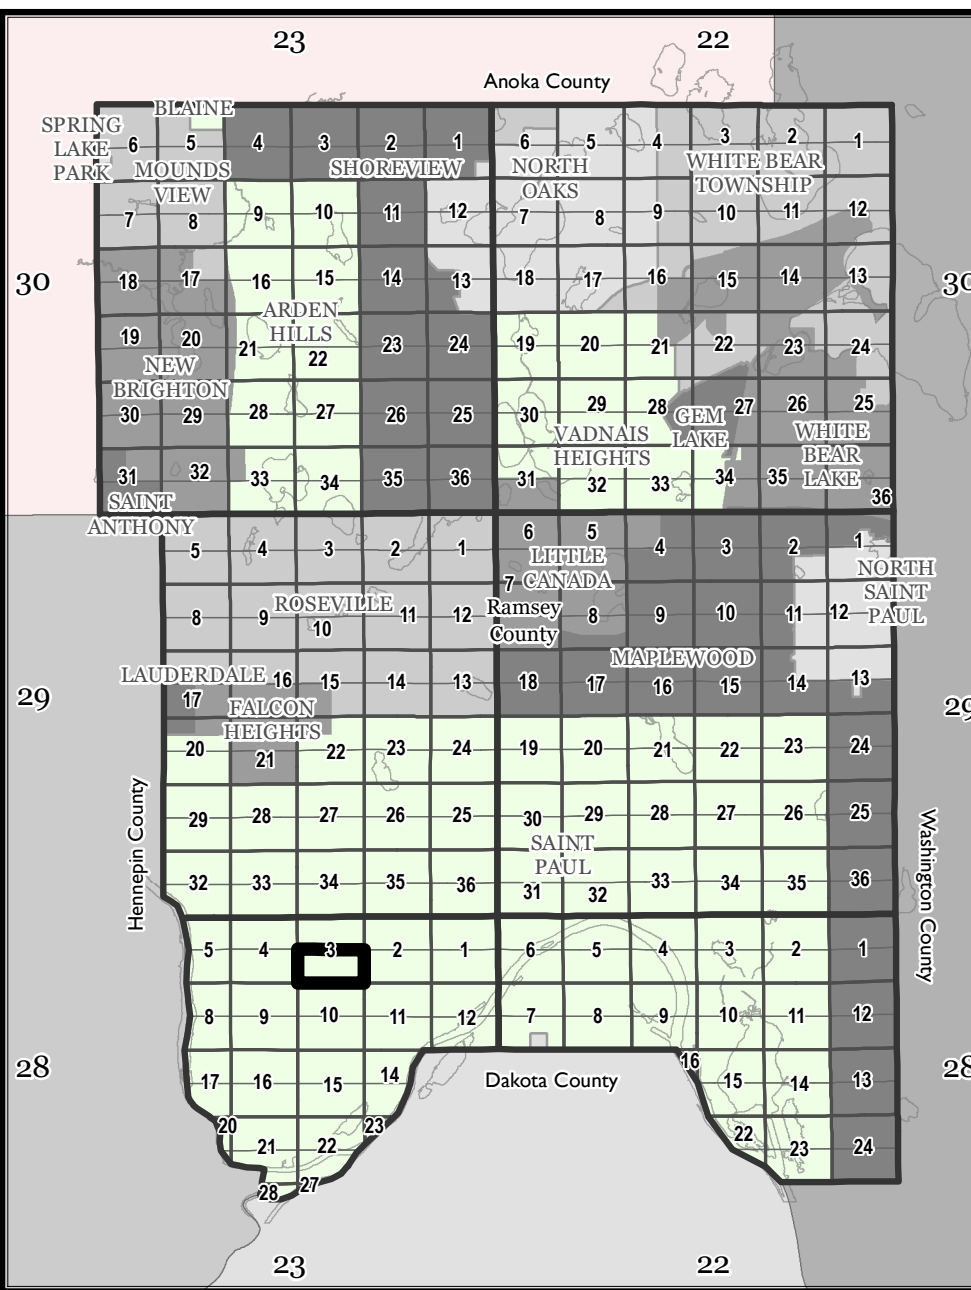 23 22
Anoka County
BLAINE
SPRING
LAKE
PARK
6 5 4 3 2 1 6 5 4 3 2 1
MOUNDS
VIEW
SHOREVIEW
NORTH
OAKS
WHITE BEAR
TOWNSHIP
7 8 9 10 11 12 7 8 9 10 11 12
30 18 17 16 15 14 13 18 17 16 15 14 13 30
ARDEN
HILLS
19 20 21 22 23 24 19 20 21 22 23 24
NEW
BRIGHTON
30 29 28 27 26 25 30 29 28 27 26 25
GEM
LAKE
VADNAIS
HEIGHTS
WHITE
BEAR
LAKE
31 32 33 34 35 36 31 32 33 34 35 36
SAINT
ANTHONY
5 4 3 2 1 6 5 4 3 2 1
LITTLE
CANADA
NORTH
SAINT
PAUL
8 9 10 11 12 7 8 9 10 11 12
ROSEVILLE
Ramsey
County
MAPLEWOOD
LAUDERDALE
29 17 16 15 14 13 18 17 16 15 14 13 29
FALCON
HEIGHTS
20 21 22 23 24 19 20 21 22 23 24
Hennepin County
29 28 27 26 25 30 29 28 27 26 25
Washington County
SAINT
PAUL
32 33 34 35 36 31 32 33 34 35 36
5 4 3 2 1 6 5 4 3 2 1
8 9 10 11 12 7 8 9 10 11 12
28 17 16 15 14 16 15 14 13 28
Dakota County
20 21 22 23 22 23 24
28 27
23 22